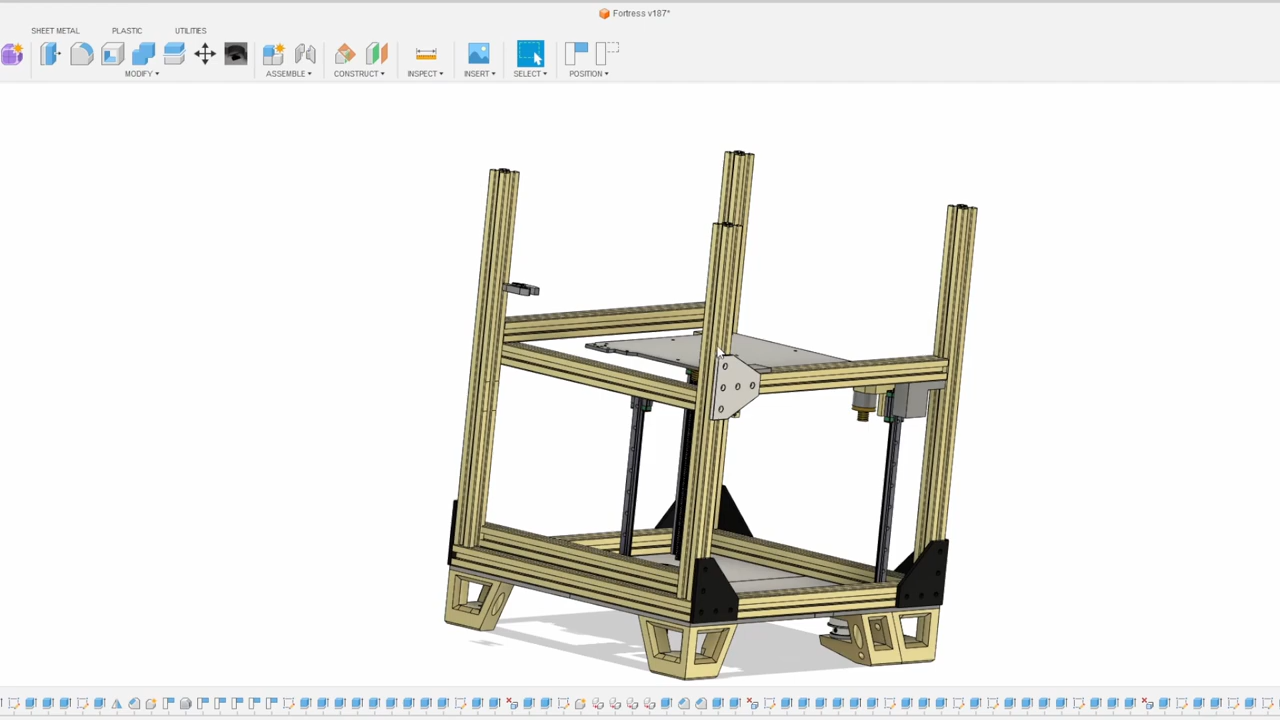 Fortress v187*
SHEET METAL PLASTIC UTILITIES
MODIFY ASSEMBLE CONSTRUCT INSPECT INSERT SELECT POSITION